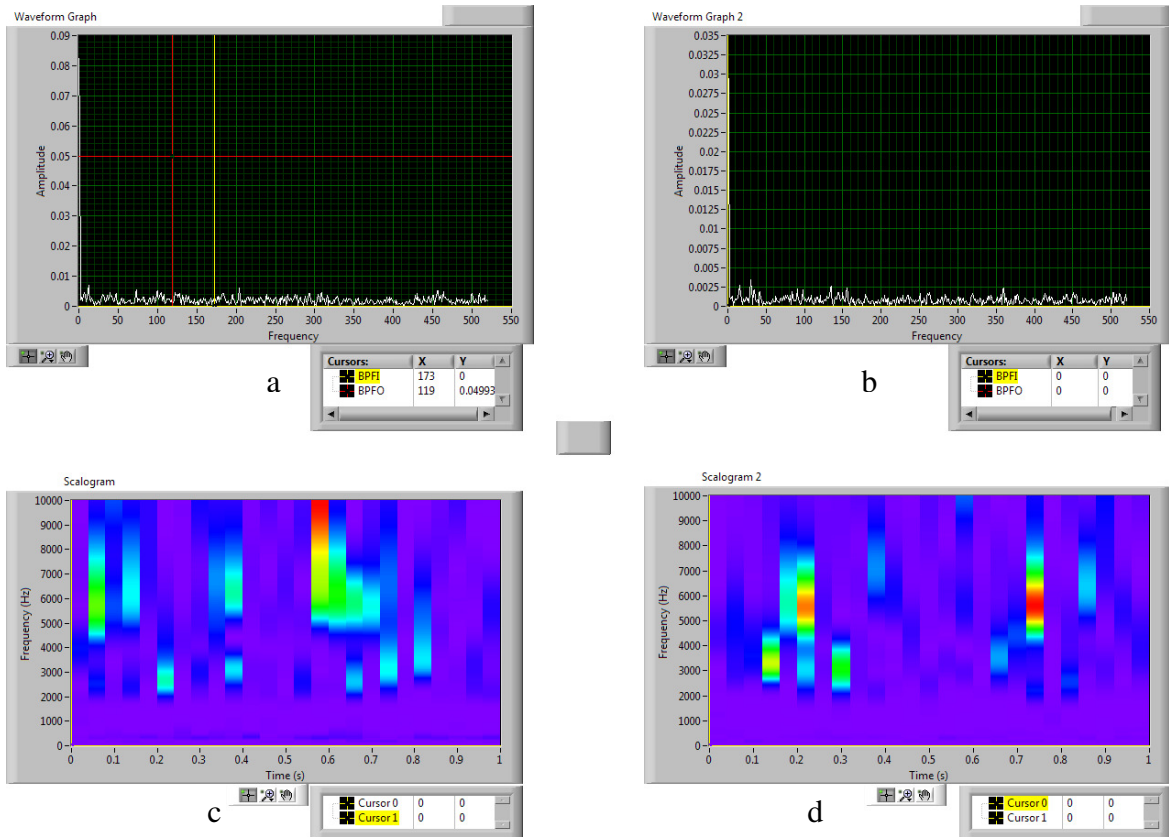 Waveform Graph
0.09
0.08
0.07
0.06
0.05
0.04
0.03
0.02
0.01
0
Amplitude
0 50 100 150 200 250 300 350 400 450 500 550
Frequency
Cursors: X Y
BPFI 173 0
BPFO 119 0.04993
a
Waveform Graph 2
0.035
0.0325
0.03
0.0275
0.025
0.0225
0.02
0.0175
0.015
0.0125
0.01
0.0075
0.005
0.0025
0
Amplitude
0 50 100 150 200 250 300 350 400 450 500 550
Frequency
Cursors: X Y
BPFI 0 0
BPFO 0 0
b
Scalogram
10000
9000
8000
7000
6000
5000
4000
3000
2000
1000
0
Frequency (Hz)
0 0.1 0.2 0.3 0.4 0.5 0.6 0.7 0.8 0.9 1
Time (s)
Cursor 0 0 0
Cursor 1 0 0
c
Scalogram 2
10000
9000
8000
7000
6000
5000
4000
3000
2000
1000
0
Frequency (Hz)
0 0.1 0.2 0.3 0.4 0.5 0.6 0.7 0.8 0.9 1
Time (s)
Cursor 0 0 0
Cursor 1 0 0
d